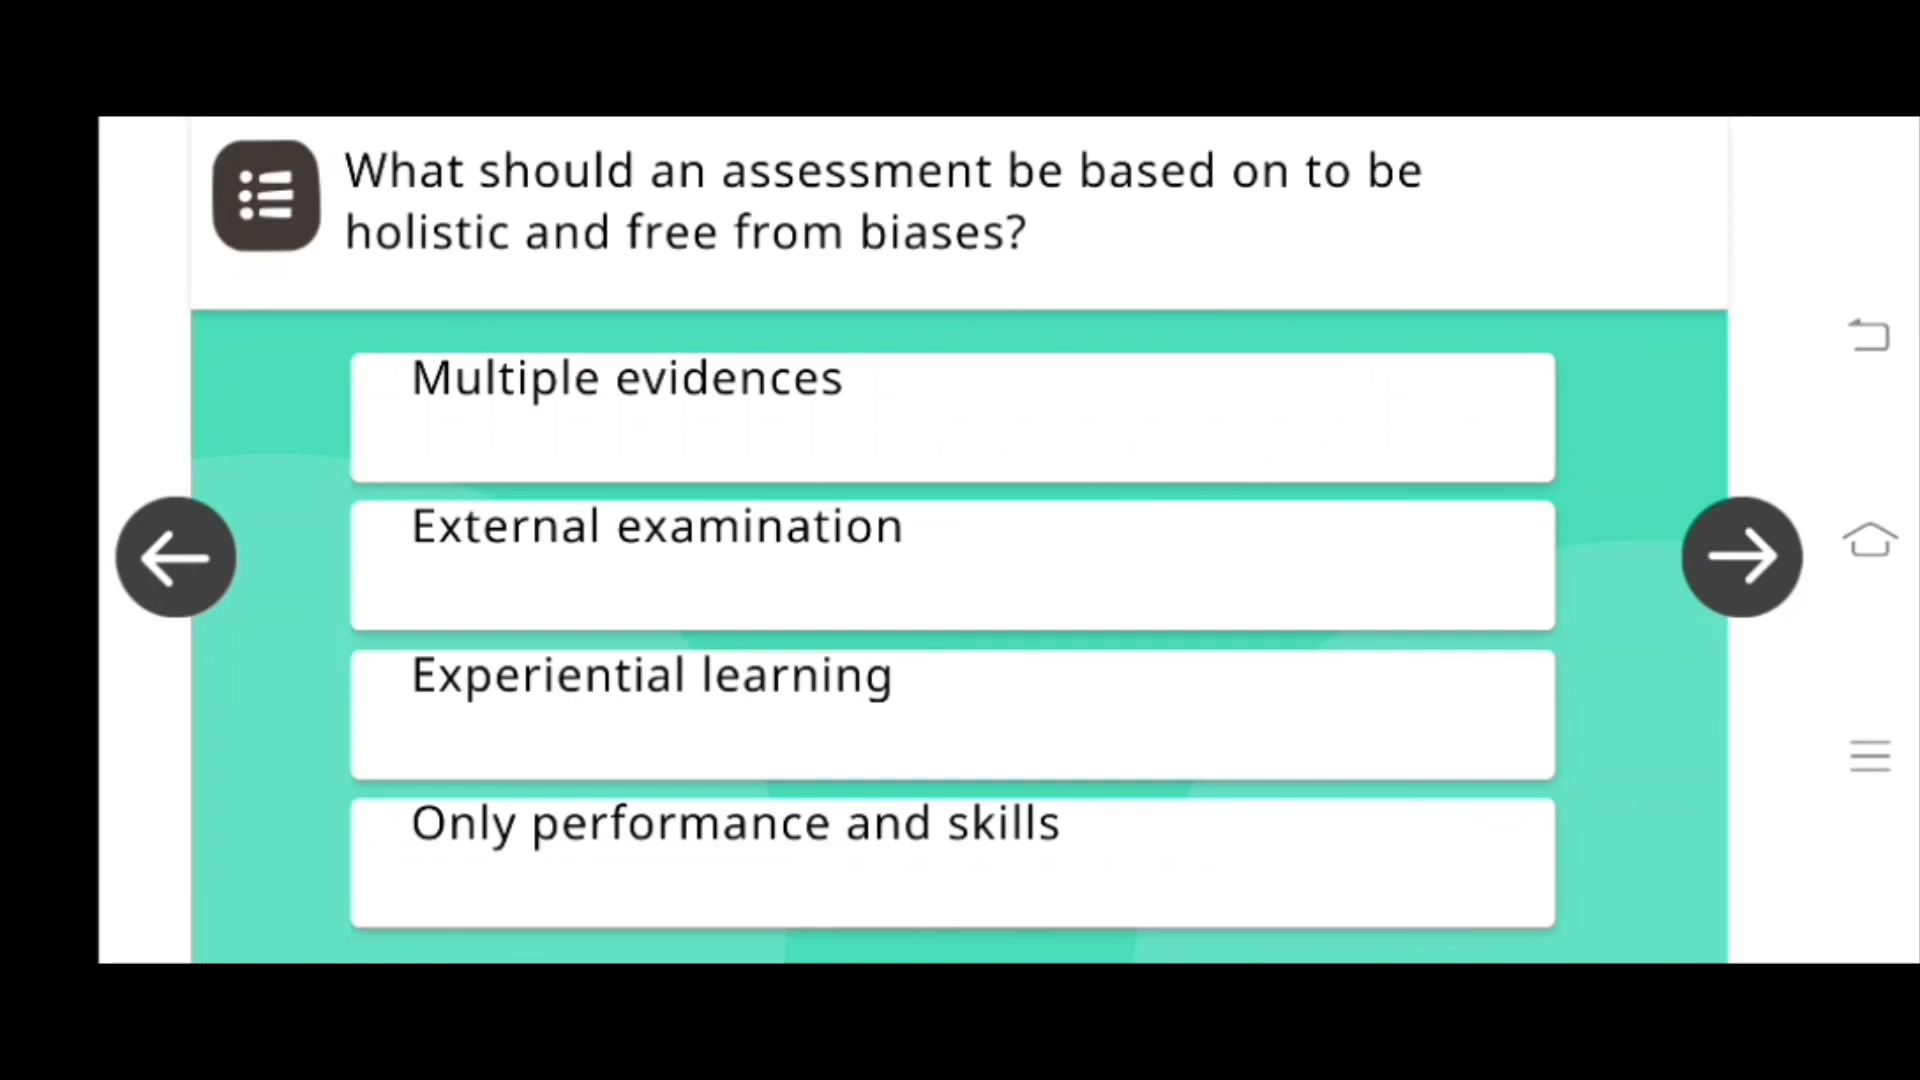 What should an assessment be based on to be
holistic and free from biases?
Multiple evidences
External examination
Experiential learning
Only performance and skills